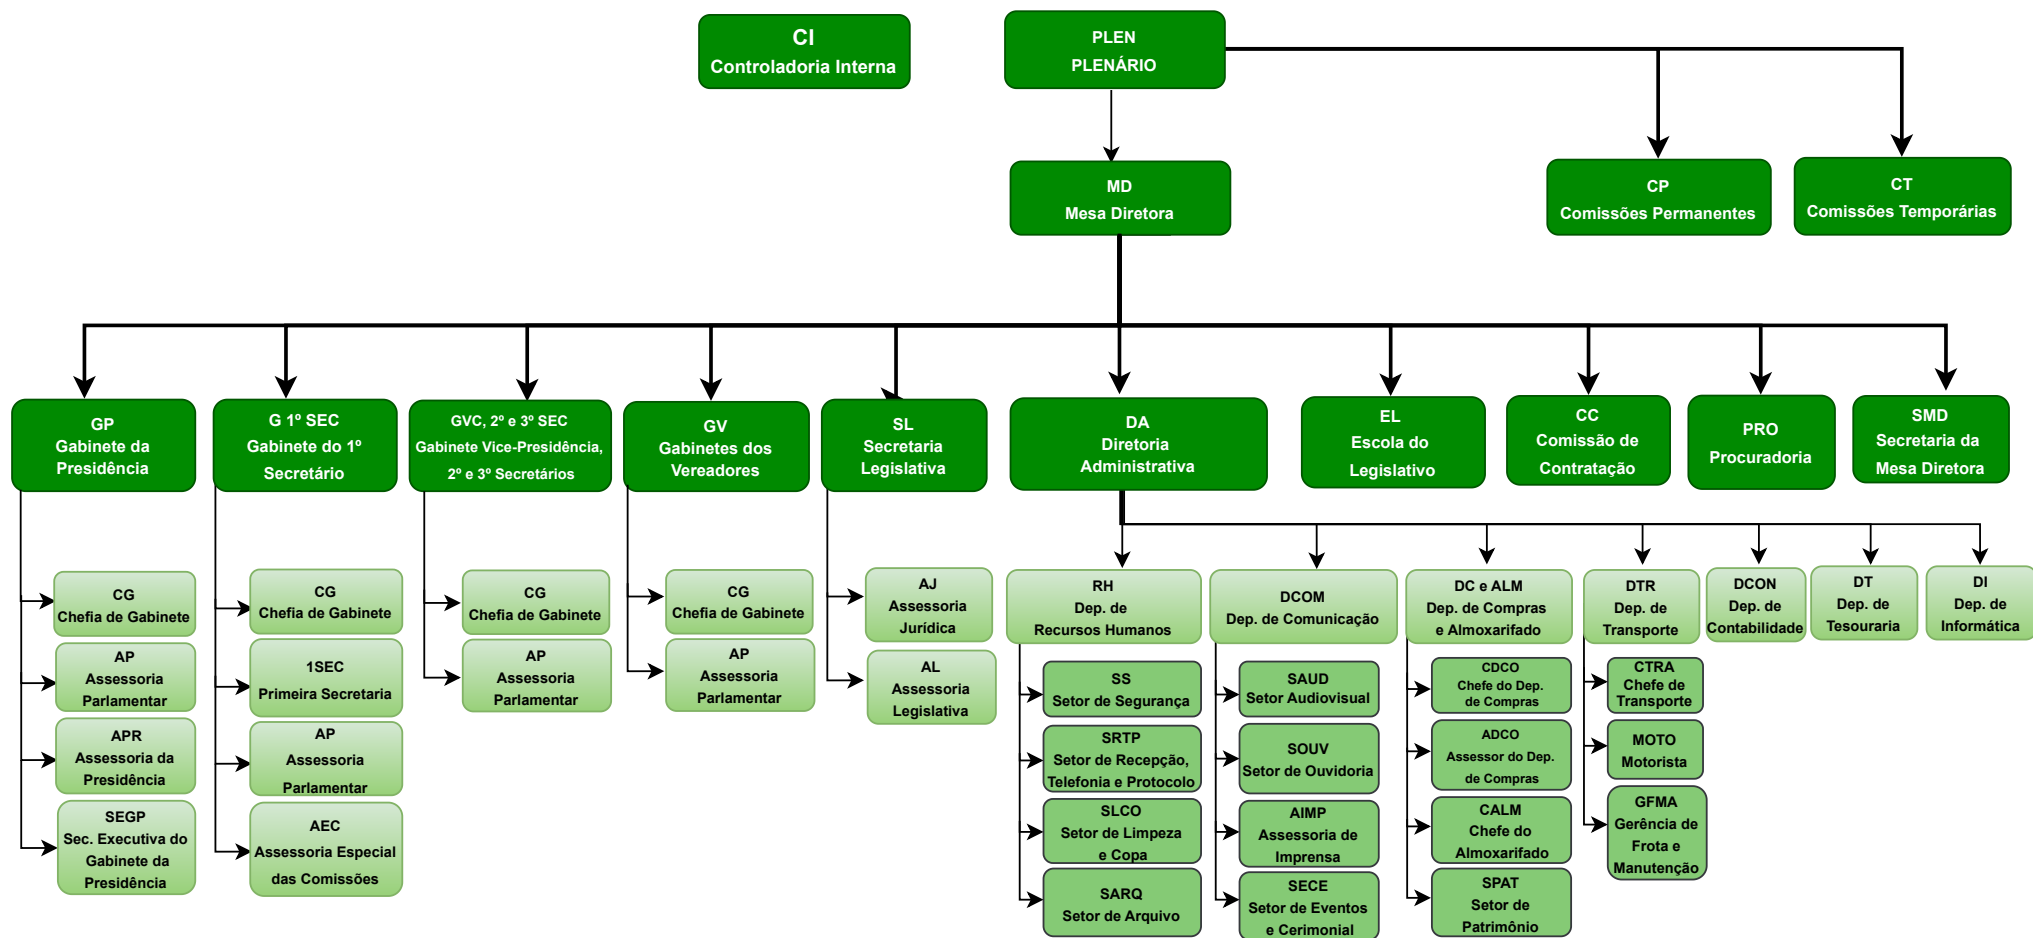 CI
Controladoria Interna
PLEN
PLENÁRIO
MD
Mesa Diretora
CP
Comissões Permanentes
CT
Comissões Temporárias
GP
Gabinete da
Presidência
G 1º SEC
Gabinete do 1º
Secretário
GVC, 2º e 3º SEC
Gabinete Vice-Presidência,
2º e 3º Secretários
GV
Gabinetes dos
Vereadores
SL
Secretaria
Legislativa
DA
Diretoria
Administrativa
EL
Escola do
Legislativo
CC
Comissão de
Contratação
PRO
Procuradoria
SMD
Secretaria da
Mesa Diretora
CG
Chefia de Gabinete
AP
Assessoria
Parlamentar
APR
Assessoria da
Presidência
SEGP
Sec. Executiva do
Gabinete da
Presidência
CG
Chefia de Gabinete
1SEC
Primeira Secretaria
AP
Assessoria
Parlamentar
AEC
Assessoria Especial
das Comissões
CG
Chefia de Gabinete
AP
Assessoria
Parlamentar
CG
Chefia de Gabinete
AP
Assessoria
Parlamentar
AJ
Assessoria
Jurídica
AL
Assessoria
Legislativa
RH
Dep. de
Recursos Humanos
SS
Setor de Segurança
SRTP
Setor de Recepção,
Telefonia e Protocolo
SLCO
Setor de Limpeza
e Copa
SARQ
Setor de Arquivo
DCOM
Dep. de Comunicação
SAUD
Setor Audiovisual
SOUV
Setor de Ouvidoria
AIMP
Assessoria de
Imprensa
SECE
Setor de Eventos
e Cerimonial
DC e ALM
Dep. de Compras
e Almoxarifado
CDCO
Chefe do Dep.
de Compras
ADCO
Assessor do Dep.
de Compras
CALM
Chefe do
Almoxarifado
SPAT
Setor de
Patrimônio
DTR
Dep. de
Transporte
CTRA
Chefe de
Transporte
MOTO
Motorista
GFMA
Gerência de
Frota e
Manutenção
DCON
Dep. de
Contabilidade
DT
Dep. de
Tesouraria
DI
Dep. de
Informática